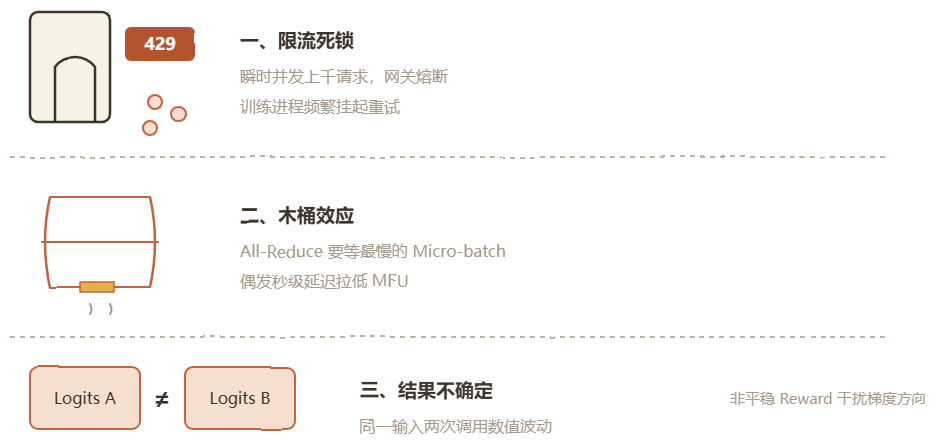 429
一、限流死锁
瞬时并发上千请求，网关熔断
训练进程频繁挂起重试
二、木桶效应
All-Reduce 要等最慢的 Micro-batch
偶发秒级延迟拉低 MFU
Logits A ≠ Logits B
三、结果不确定
同一输入两次调用数值波动
非平稳 Reward 干扰梯度方向